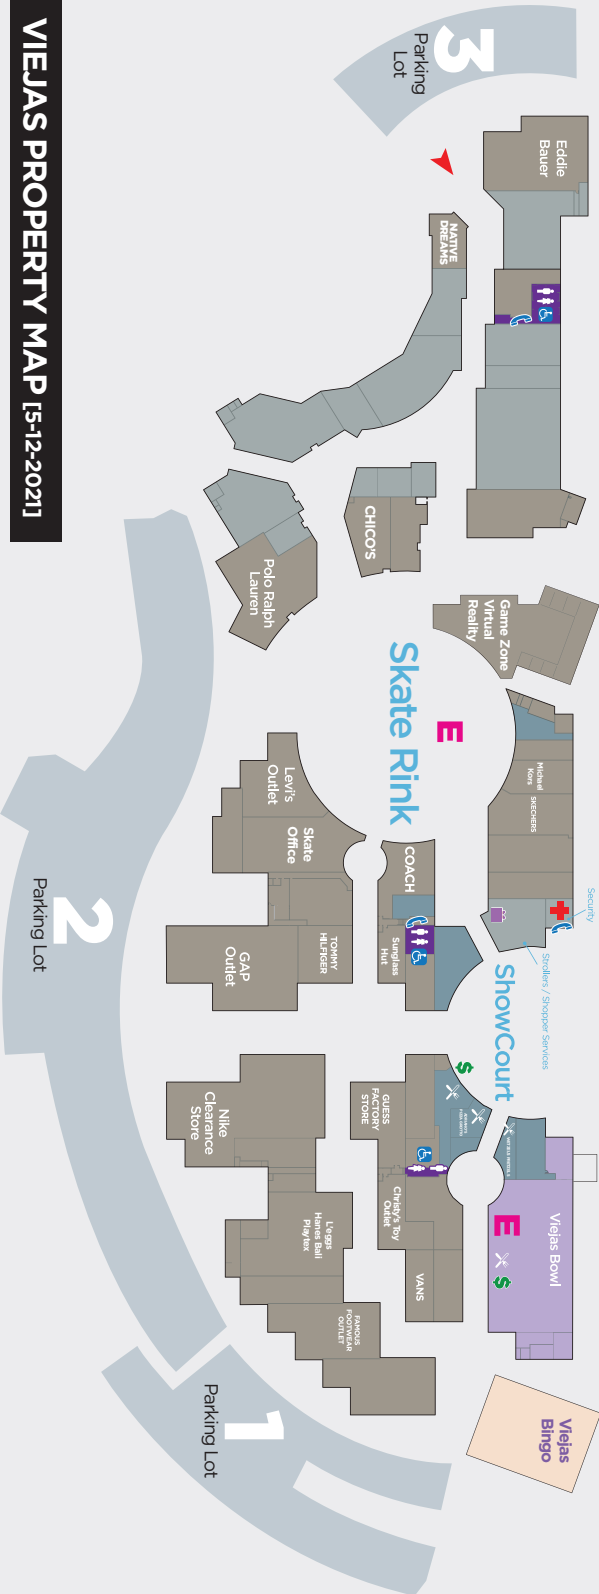 VIEJAS PROPERTY MAP [5-12-2021]
3
Parking
Lot
Eddie
Bauer
NATIVE
DREAMS
CHICO'S
Polo Ralph
Lauren
Game Zone
Virtual
Reality
Skate Rink
E
Michael
Kors
SKECHERS
Levi's
Outlet
Skate
Office
COACH
Security
Strollers / Shopper Services
Sunglass
Hut
TOMMY
HILFIGER
GAP
Outlet
2
Parking Lot
ShowCourt
$
GUESS
FACTORY
STORE
Nike
Clearance
Store
Christy's Toy
Outlet
L'eggs
Hanes Bali
Playtex
VANS
FAMOUS
FOOTWEAR
OUTLET
Viejas Bowl
E
$
Viejas
Bingo
1
Parking Lot